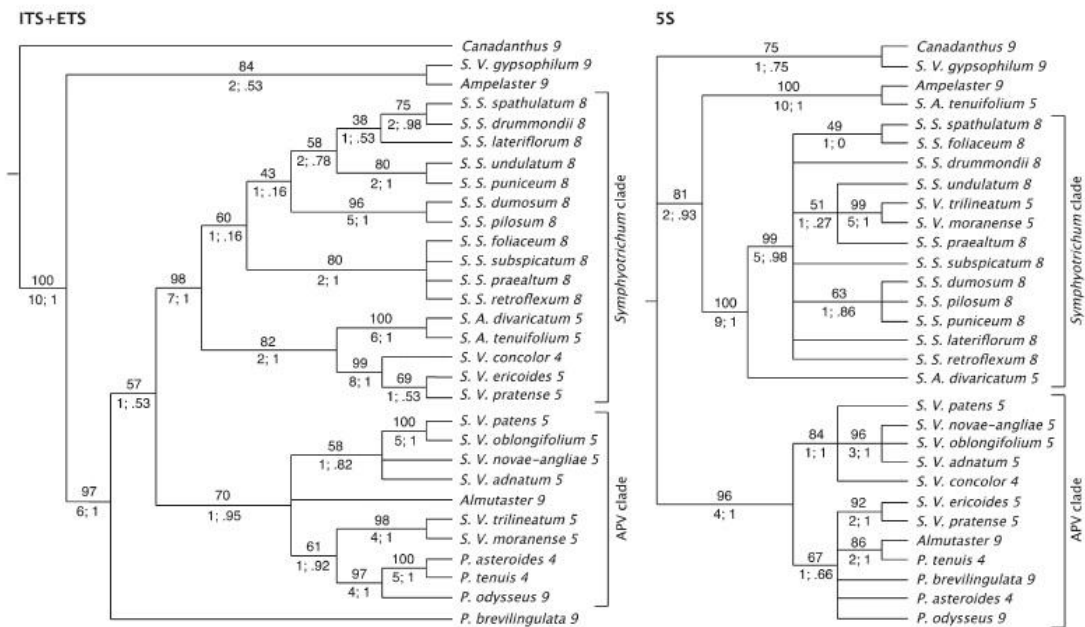 ITS+ETS
Canadanthus 9
84
S. V. gypsophilum 9
2; .53
Ampelaster 9
75
S. S. spathulatum 8
38
2; .98
S. S. drummondii 8
58
1; .53
S. S. lateriflorum 8
2; .78
80
S. S. undulatum 8
43
2; 1
S. S. puniceum 8
1; .16
96
S. S. dumosum 8
60
5; 1
S. S. pilosum 8
1; .16
S. S. foliaceum 8
80
S. S. subspicatum 8
2; 1
S. S. praealtum 8
98
S. S. retroflexum 8
7; 1
100
10; 1
100
S. A. divaricatum 5
82
6; 1
S. A. tenuifolium 5
2; 1
99
S. V. concolor 4
8; 1
69
S. V. ericoides 5
57
1; .53
S. V. pratense 5
1; .53
100
S. V. patens 5
58
5; 1
S. V. oblongifolium 5
1; .82
S. V. novae-angliae 5
S. V. adnatum 5
97
6; 1
70
1; .95
Almutaster 9
98
S. V. trilineatum 5
61
4; 1
S. V. moranense 5
1; .92
100
P. asteroides 4
97
5; 1
P. tenuis 4
4; 1
P. odysseus 9
P. brevilingulata 9
Symphyotrichum clade
APV clade
5S
75
Canadanthus 9
1; .75
S. V. gypsophilum 9
100
Ampelaster 9
10; 1
S. A. tenuifolium 5
49
S. S. spathulatum 8
1; 0
S. S. foliaceum 8
S. S. drummondii 8
81
2; .93
51
S. S. undulatum 8
1; .27
99
S. V. trilineatum 5
5; 1
S. V. moranense 5
99
S. S. praealtum 8
5; .98
S. S. subspicatum 8
63
S. S. dumosum 8
100
1; .86
S. S. pilosum 8
9; 1
S. S. puniceum 8
S. S. lateriflorum 8
S. S. retroflexum 8
S. A. divaricatum 5
S. V. patens 5
84
96
S. V. novae-angliae 5
1; 1
3; 1
S. V. oblongifolium 5
S. V. adnatum 5
S. V. concolor 4
96
4; 1
92
S. V. ericoides 5
2; 1
S. V. pratense 5
67
86
Almutaster 9
1; .66
2; 1
P. tenuis 4
P. brevilingulata 9
P. asteroides 4
P. odysseus 9
Symphyotrichum clade
APV clade